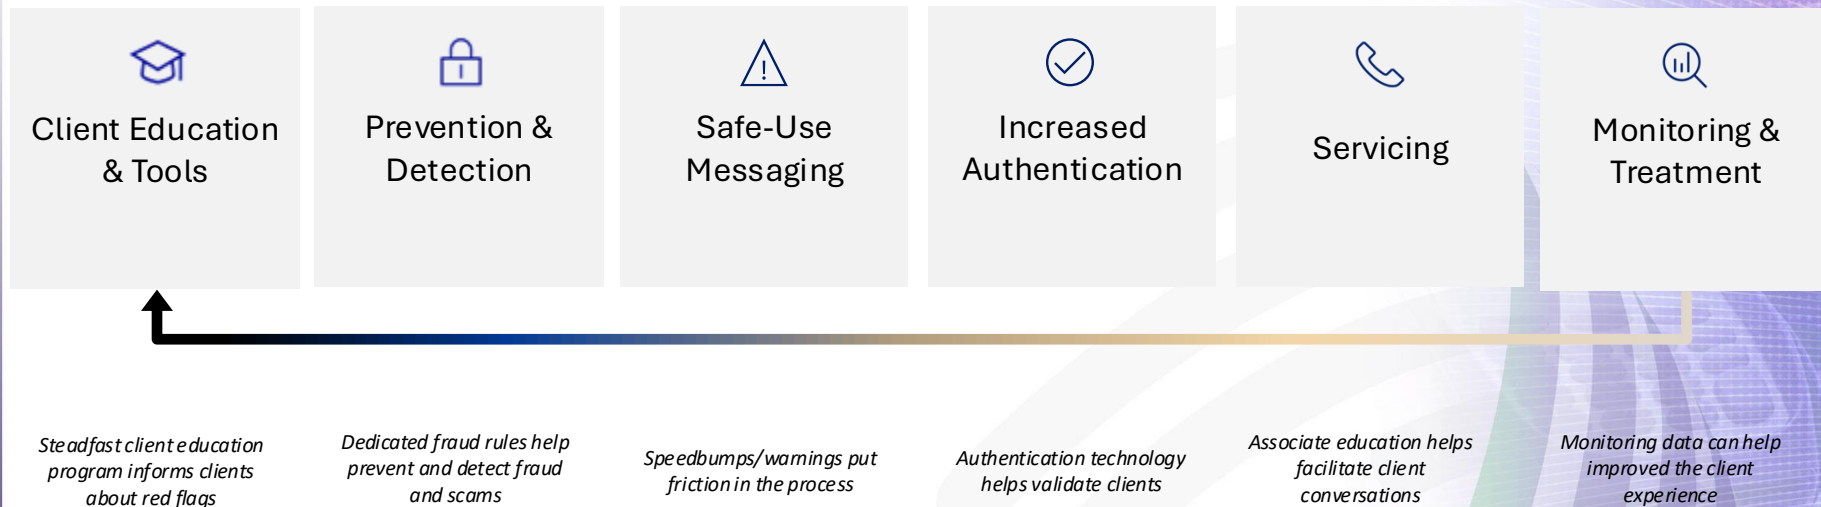 Client Education
& Tools
Prevention &
Detection
Safe-Use
Messaging
Increased
Authentication
Servicing
Monitoring &
Treatment
Steadfast client education
program informs clients
about red flags
Dedicated fraud rules help
prevent and detect fraud
and scams
Speedbumps/warnings put
friction in the process
Authentication technology
helps validate clients
Associate education helps
facilitate client
conversations
Monitoring data can help
improved the client
experience